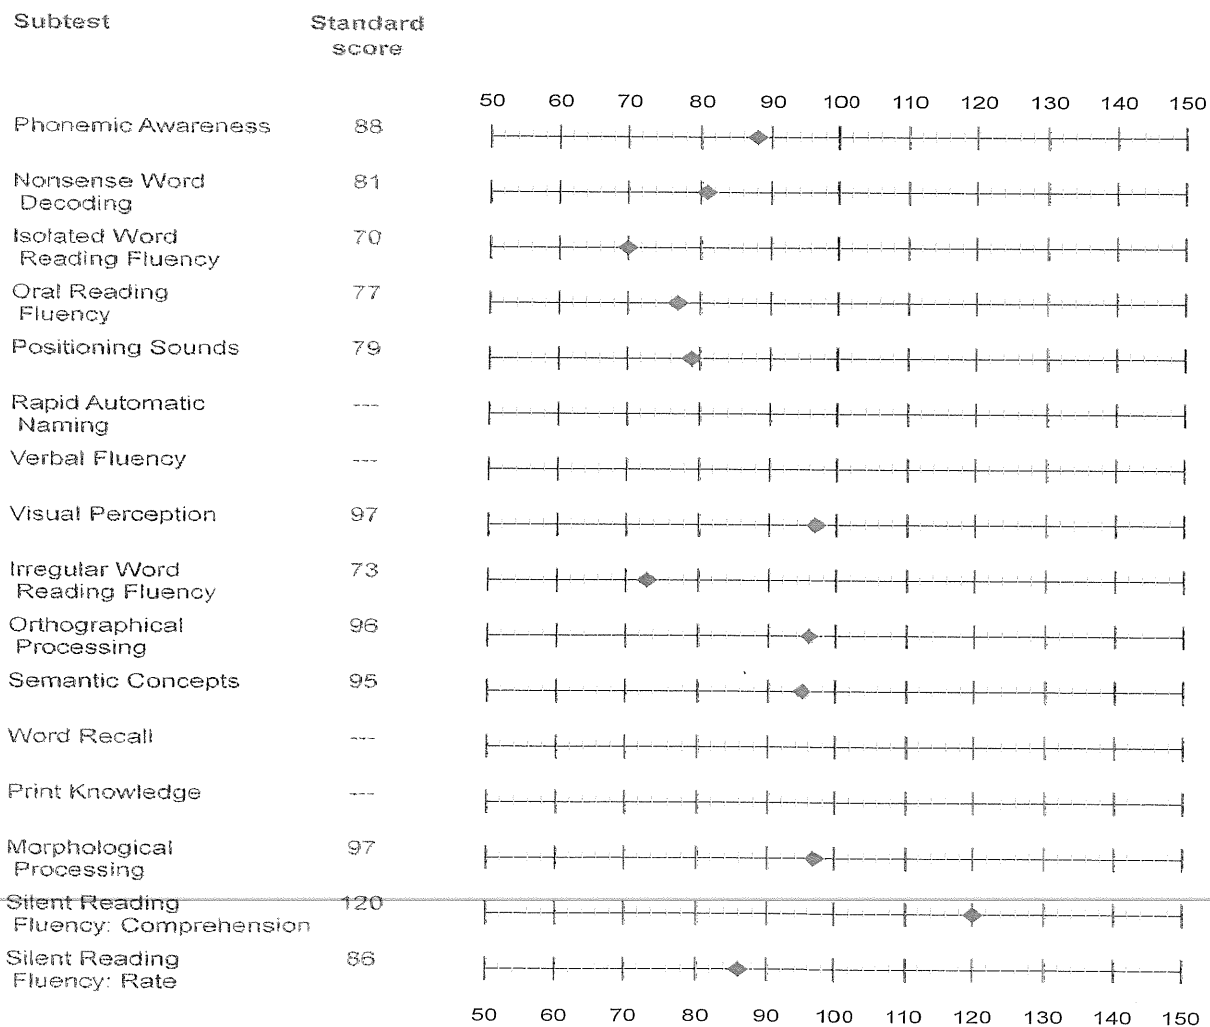 Subtest Standard
score
50 60 70 80 90 100 110 120 130 140 150
Phonemic Awareness 88
Nonsense Word 81
Decoding
Isolated Word 70
Reading Fluency
Oral Reading 77
Fluency
Positioning Sounds 79
Rapid Automatic ---
Naming
Verbal Fluency ---
Visual Perception 97
Irregular Word 73
Reading Fluency
Orthographical 96
Processing
Semantic Concepts 95
Word Recall ---
Print Knowledge ---
Morphological 97
Processing
Silent Reading 120
Fluency: Comprehension
Silent Reading 86
Fluency: Rate
50 60 70 80 90 100 110 120 130 140 150